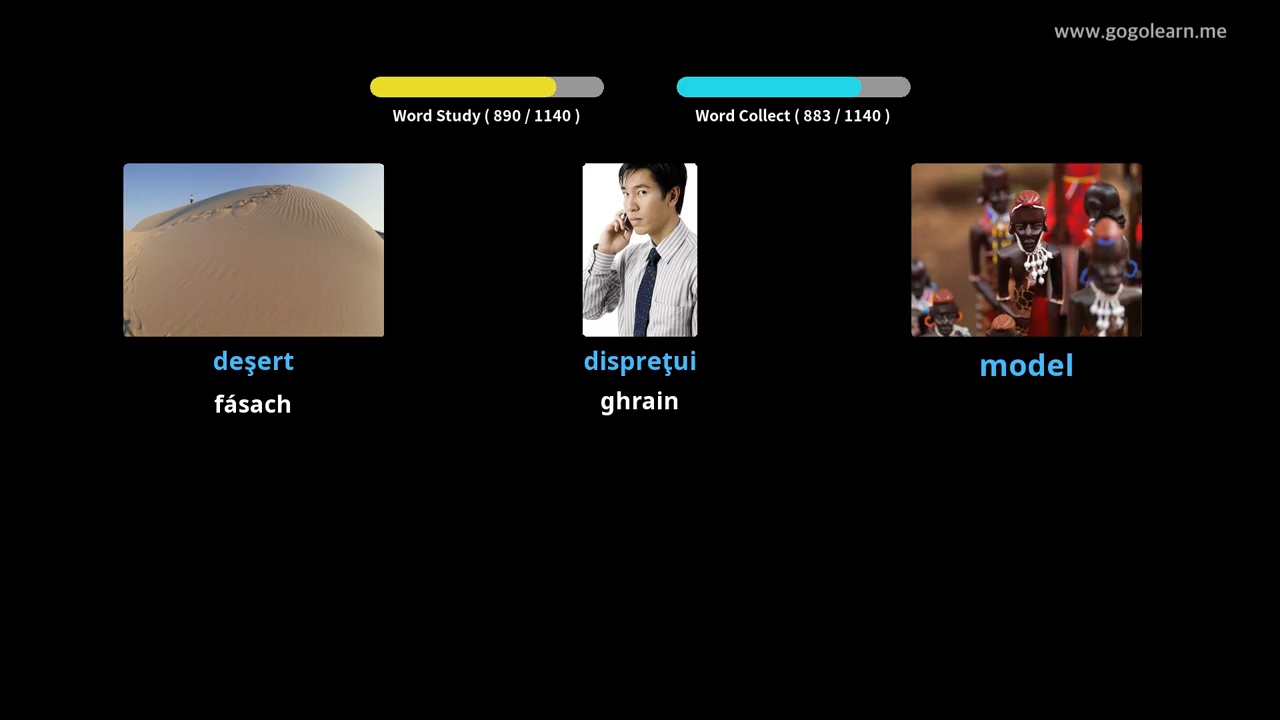 www.gogolearn.me
Word Study ( 890 / 1140 )
Word Collect ( 883 / 1140 )
deşert
dispreţui
model
fásach
ghrain